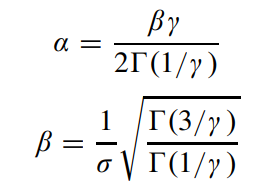 α = βγ / 2Γ(1/γ)
β = 1/σ √(Γ(3/γ) / Γ(1/γ))